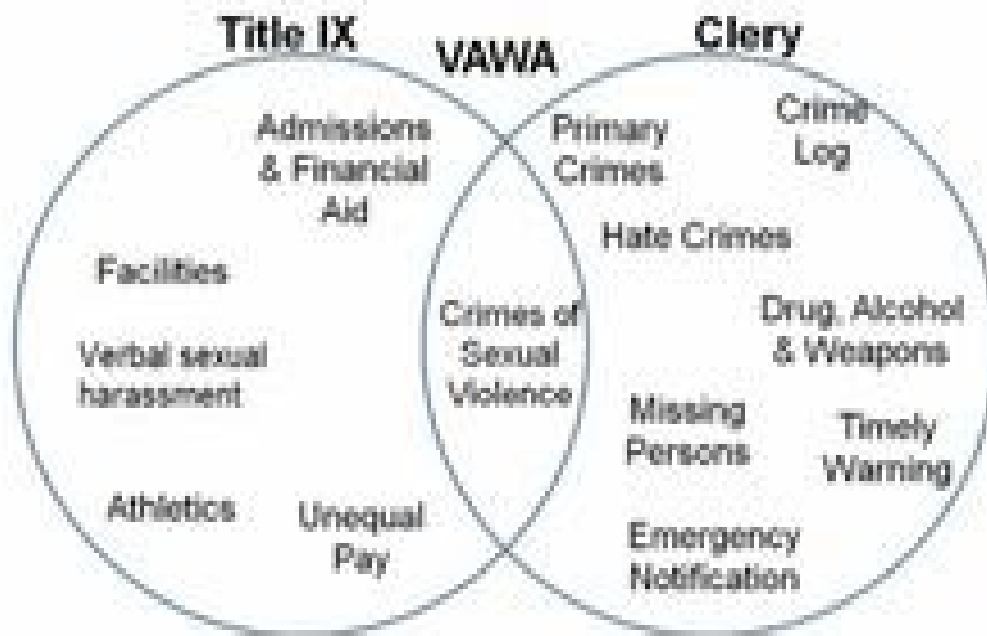 Title IX
VAWA
Clery
Admissions
& Financial
Aid
Facilities
Verbal sexual
harassment
Athletics
Unequal
Pay
Crimes of
Sexual
Violence
Primary
Crimes
Crime
Log
Hate Crimes
Drug, Alcohol
& Weapons
Missing
Persons
Timely
Warning
Emergency
Notification